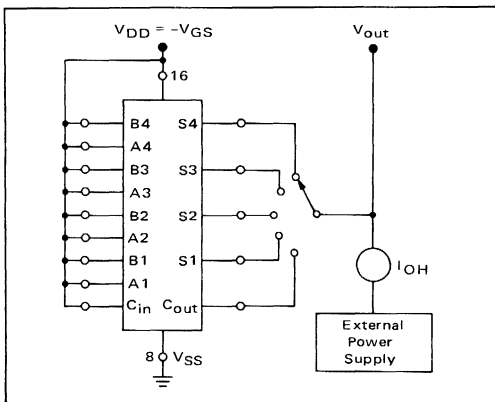 VDD = -VGS
Vout
16
B4 S4
A4
B3 S3
A3
B2 S2
A2
B1 S1
A1
Cin Cout
IOH
External
Power
Supply
8 VSS